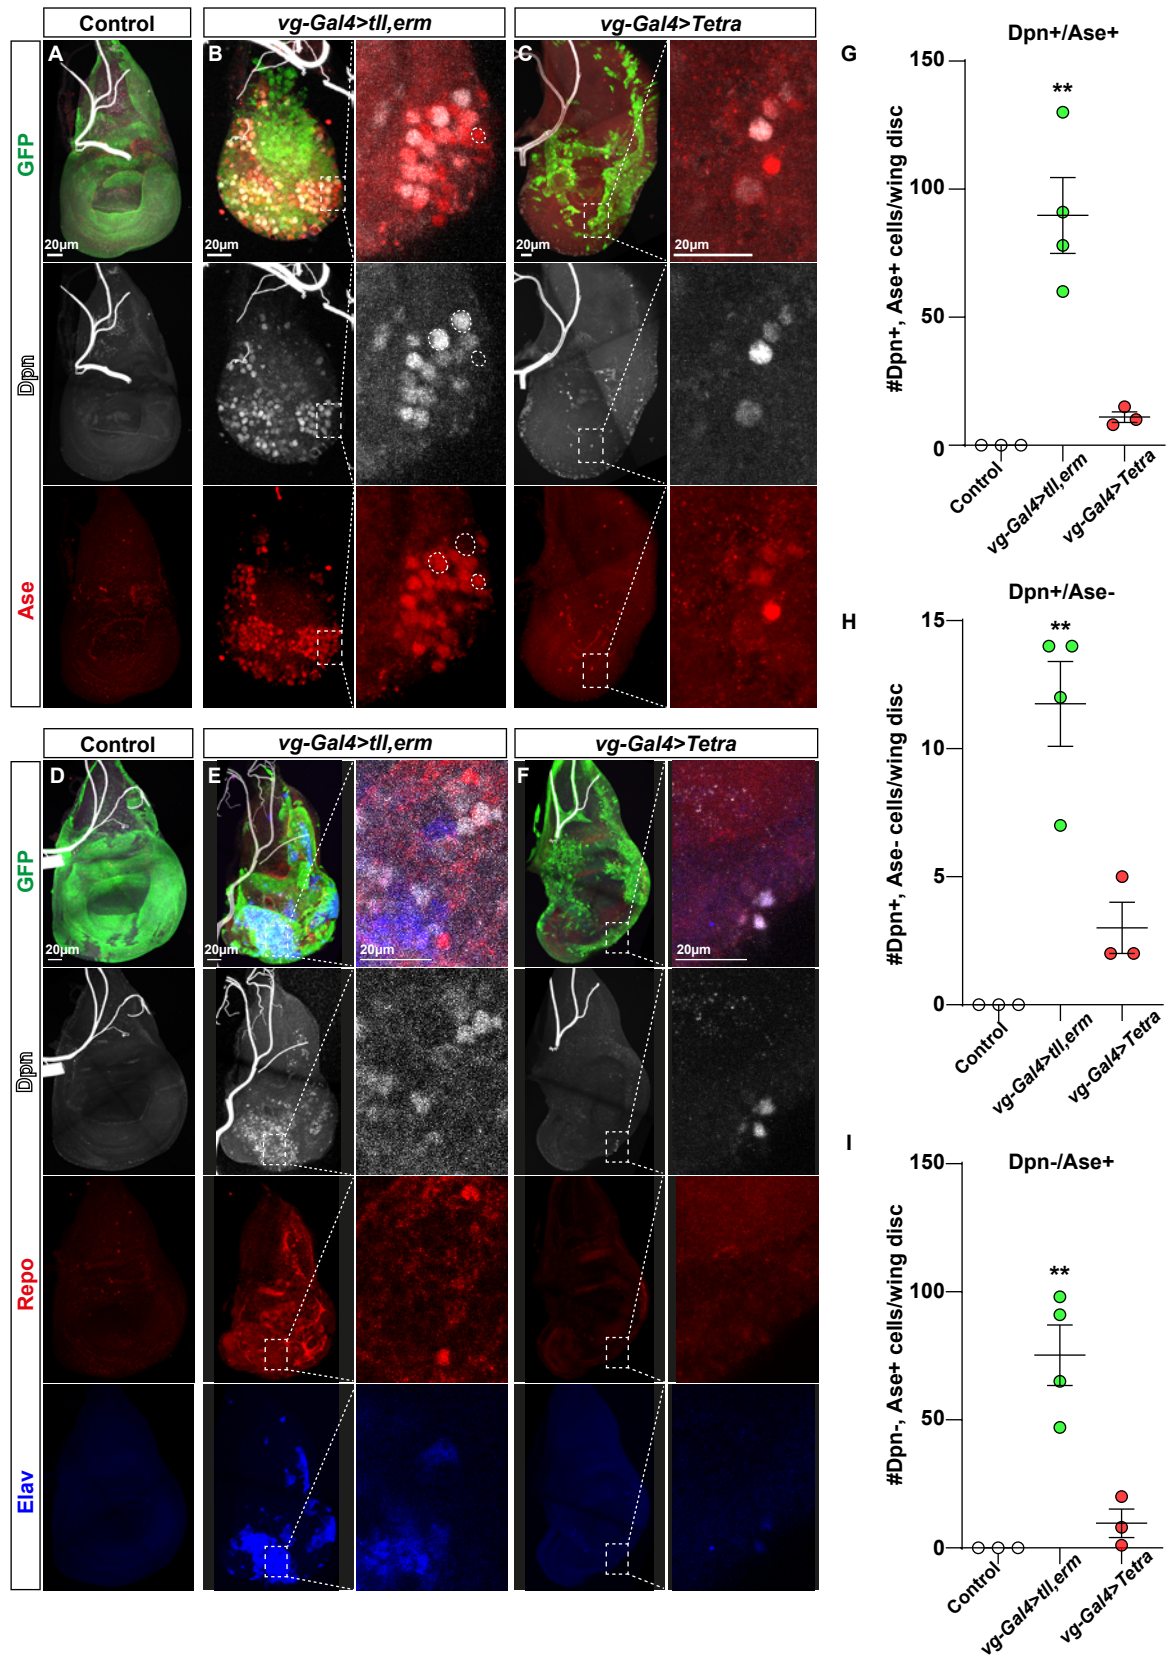 Control
vg-Gal4>tll,erm
vg-Gal4>Tetra
GFP
A
20μm
B
20μm
C
20μm
20μm
Dpn
Ase
Control
vg-Gal4>tll,erm
vg-Gal4>Tetra
GFP
D
20μm
E
20μm
20μm
F
20μm
20μm
Dpn
Repo
Elav
G
Dpn+/Ase+
#Dpn+, Ase+ cells/wing disc
150
**
100
50
0
Control
vg-Gal4>tll,erm
vg-Gal4>Tetra
H
Dpn+/Ase-
#Dpn+, Ase- cells/wing disc
15
**
10
5
0
Control
vg-Gal4>tll,erm
vg-Gal4>Tetra
I
Dpn-/Ase+
#Dpn-, Ase+ cells/wing disc
150
**
100
50
0
Control
vg-Gal4>tll,erm
vg-Gal4>Tetra